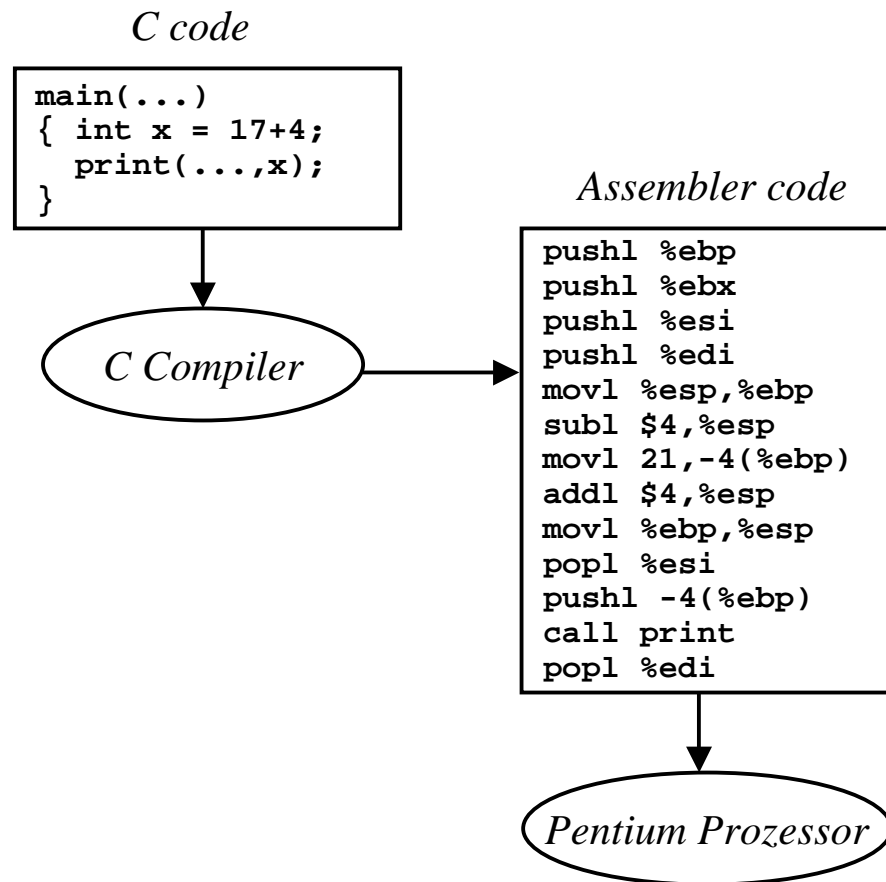 C code
main(...)
{ int x = 17+4;
  print(...,x);
}
C Compiler
Assembler code
pushl %ebp
pushl %ebx
pushl %esi
pushl %edi
movl %esp,%ebp
subl $4,%esp
movl 21,-4(%ebp)
addl $4,%esp
movl %ebp,%esp
popl %esi
pushl -4(%ebp)
call print
popl %edi
Pentium Prozessor